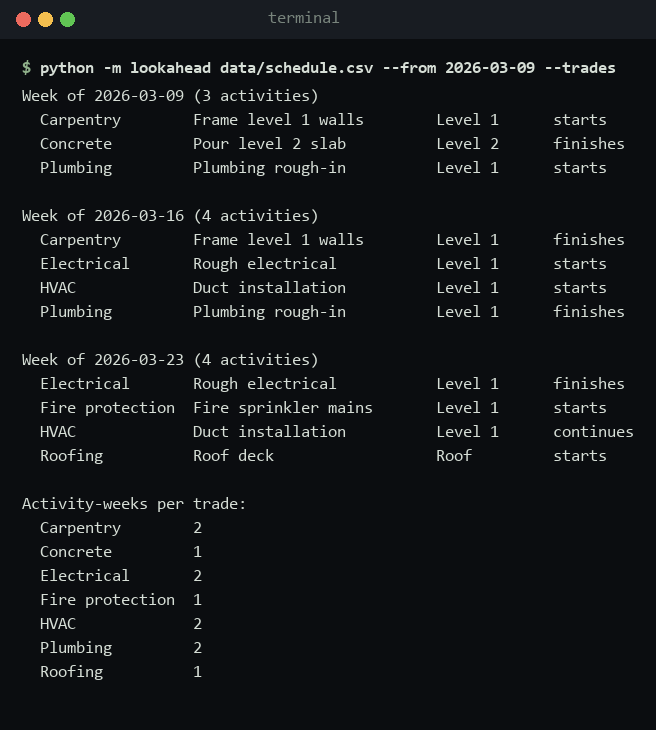 terminal
$ python -m lookahead data/schedule.csv --from 2026-03-09 --trades
Week of 2026-03-09 (3 activities)
  Carpentry        Frame level 1 walls        Level 1      starts
  Concrete         Pour level 2 slab          Level 2      finishes
  Plumbing         Plumbing rough-in          Level 1      starts

Week of 2026-03-16 (4 activities)
  Carpentry        Frame level 1 walls        Level 1      finishes
  Electrical       Rough electrical           Level 1      starts
  HVAC             Duct installation          Level 1      starts
  Plumbing         Plumbing rough-in          Level 1      finishes

Week of 2026-03-23 (4 activities)
  Electrical       Rough electrical           Level 1      finishes
  Fire protection  Fire sprinkler mains       Level 1      starts
  HVAC             Duct installation          Level 1      continues
  Roofing          Roof deck                  Roof         starts

Activity-weeks per trade:
  Carpentry        2
  Concrete         1
  Electrical       2
  Fire protection  1
  HVAC             2
  Plumbing         2
  Roofing          1